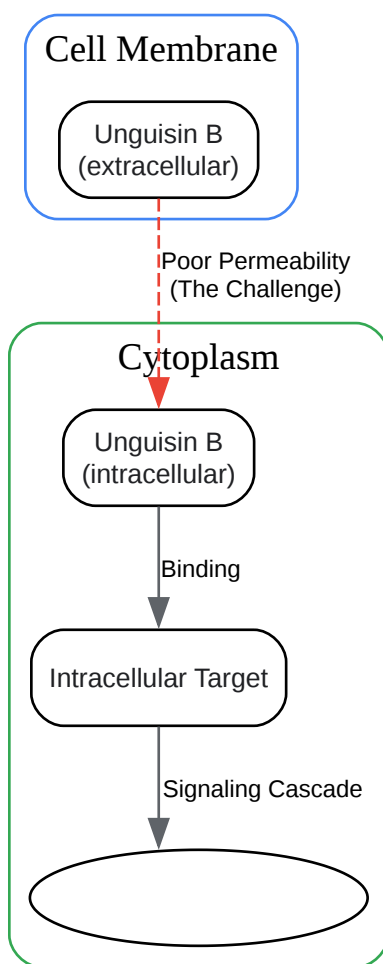 Cell Membrane
Unguisin B
(extracellular)
Poor Permeability
(The Challenge)
Cytoplasm
Unguisin B
(intracellular)
Binding
Intracellular Target
Signaling Cascade